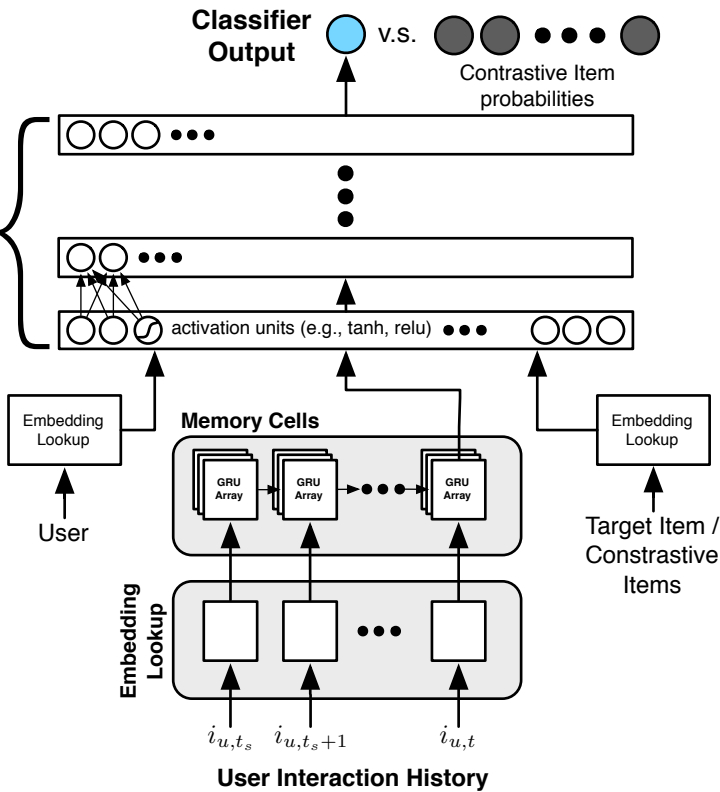 Classifier
Output
v.s.
Contrastive Item
probabilities
activation units (e.g., tanh, relu)
Embedding
Lookup
Memory Cells
Embedding
Lookup
GRU
Array
GRU
Array
GRU
Array
User
Target Item /
Constrastive
Items
Embedding
Lookup
i_{u,t_s}
i_{u,t_s+1}
i_{u,t}
User Interaction History